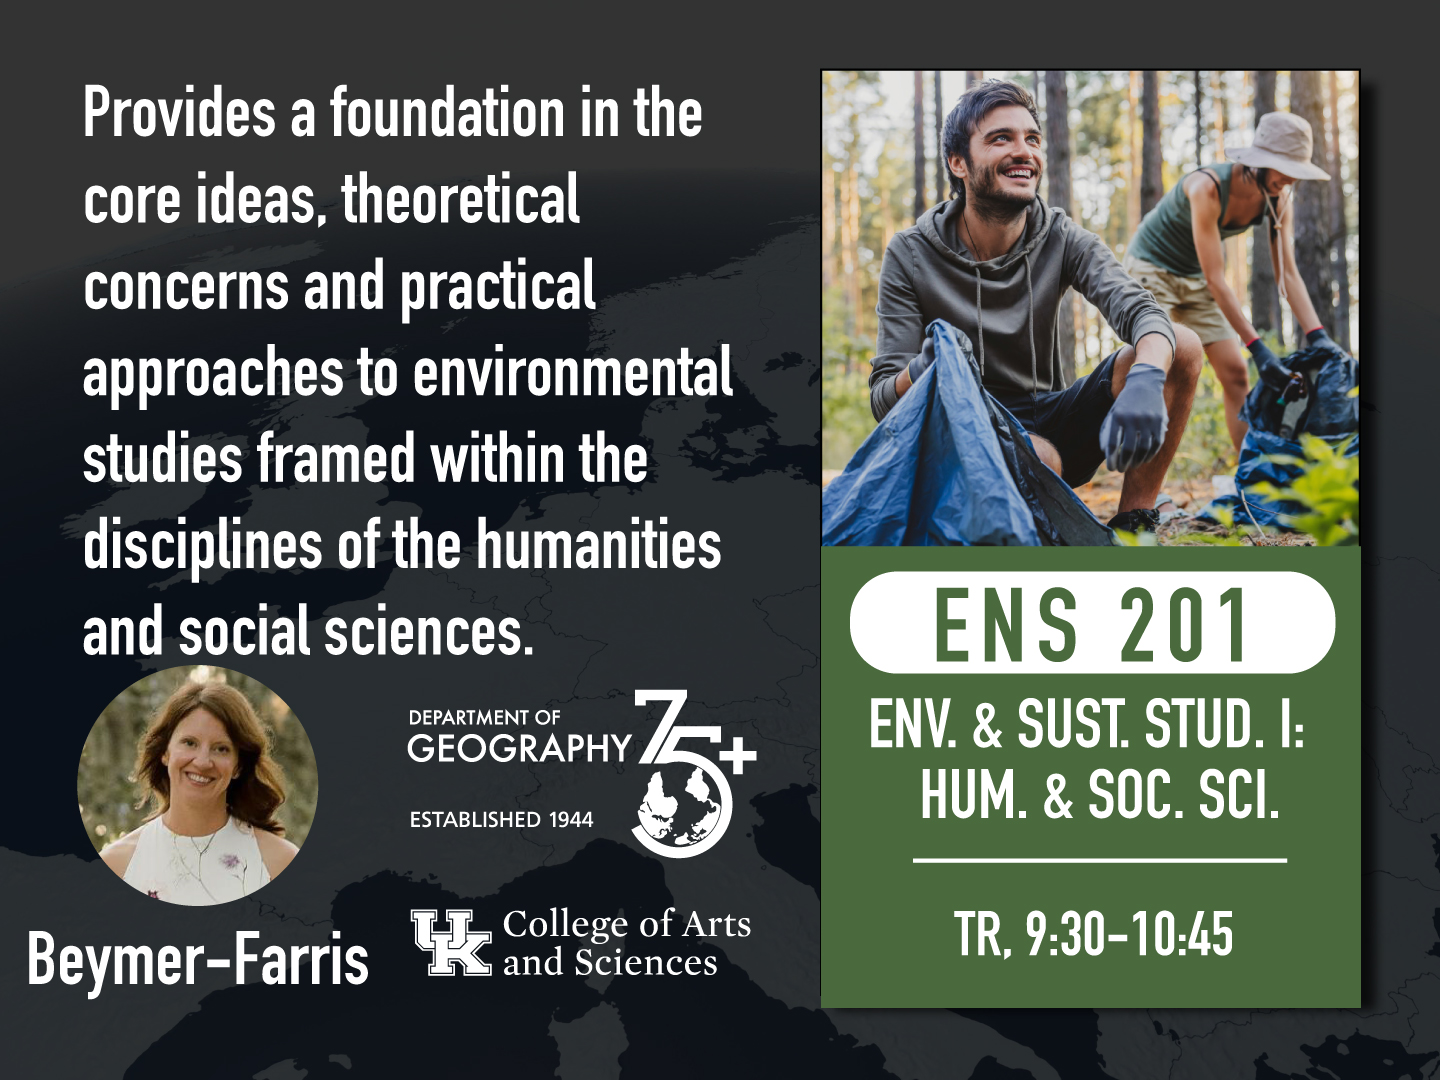 Provides a foundation in the
core ideas, theoretical
concerns and practical
approaches to environmental
studies framed within the
disciplines of the humanities
and social sciences.
Beymer-Farris
DEPARTMENT OF
GEOGRAPHY
75+
ESTABLISHED 1944
UK
College of Arts
and Sciences
ENS 201
ENV. & SUST. STUD. I:
HUM. & SOC. SCI.
TR, 9:30-10:45